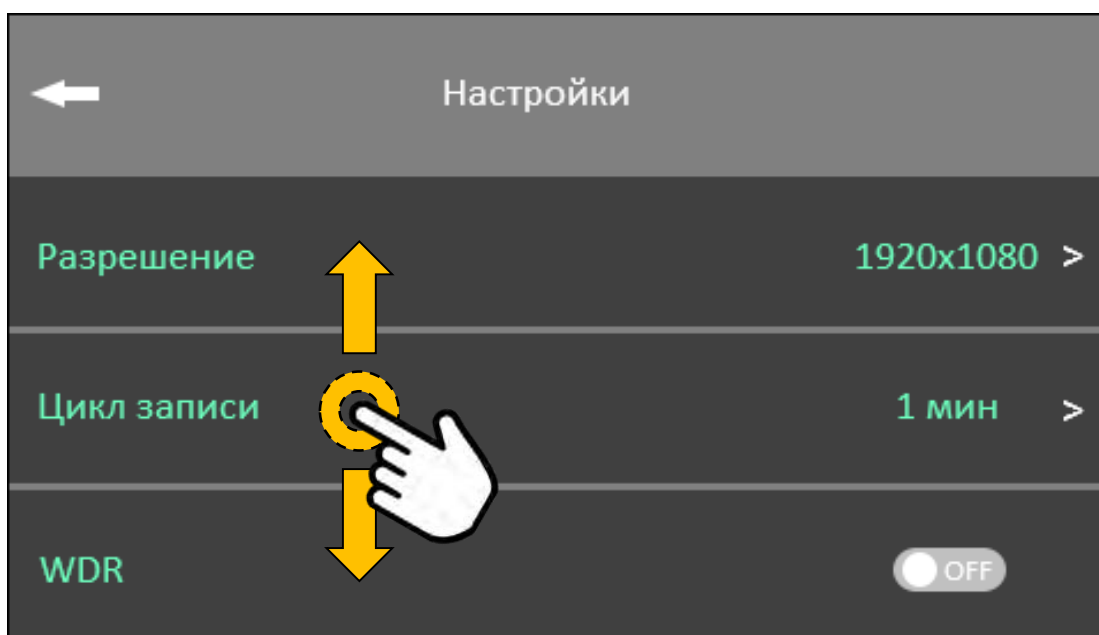 Настройки
Разрешение 1920x1080 >
Цикл записи 1 мин >
WDR OFF